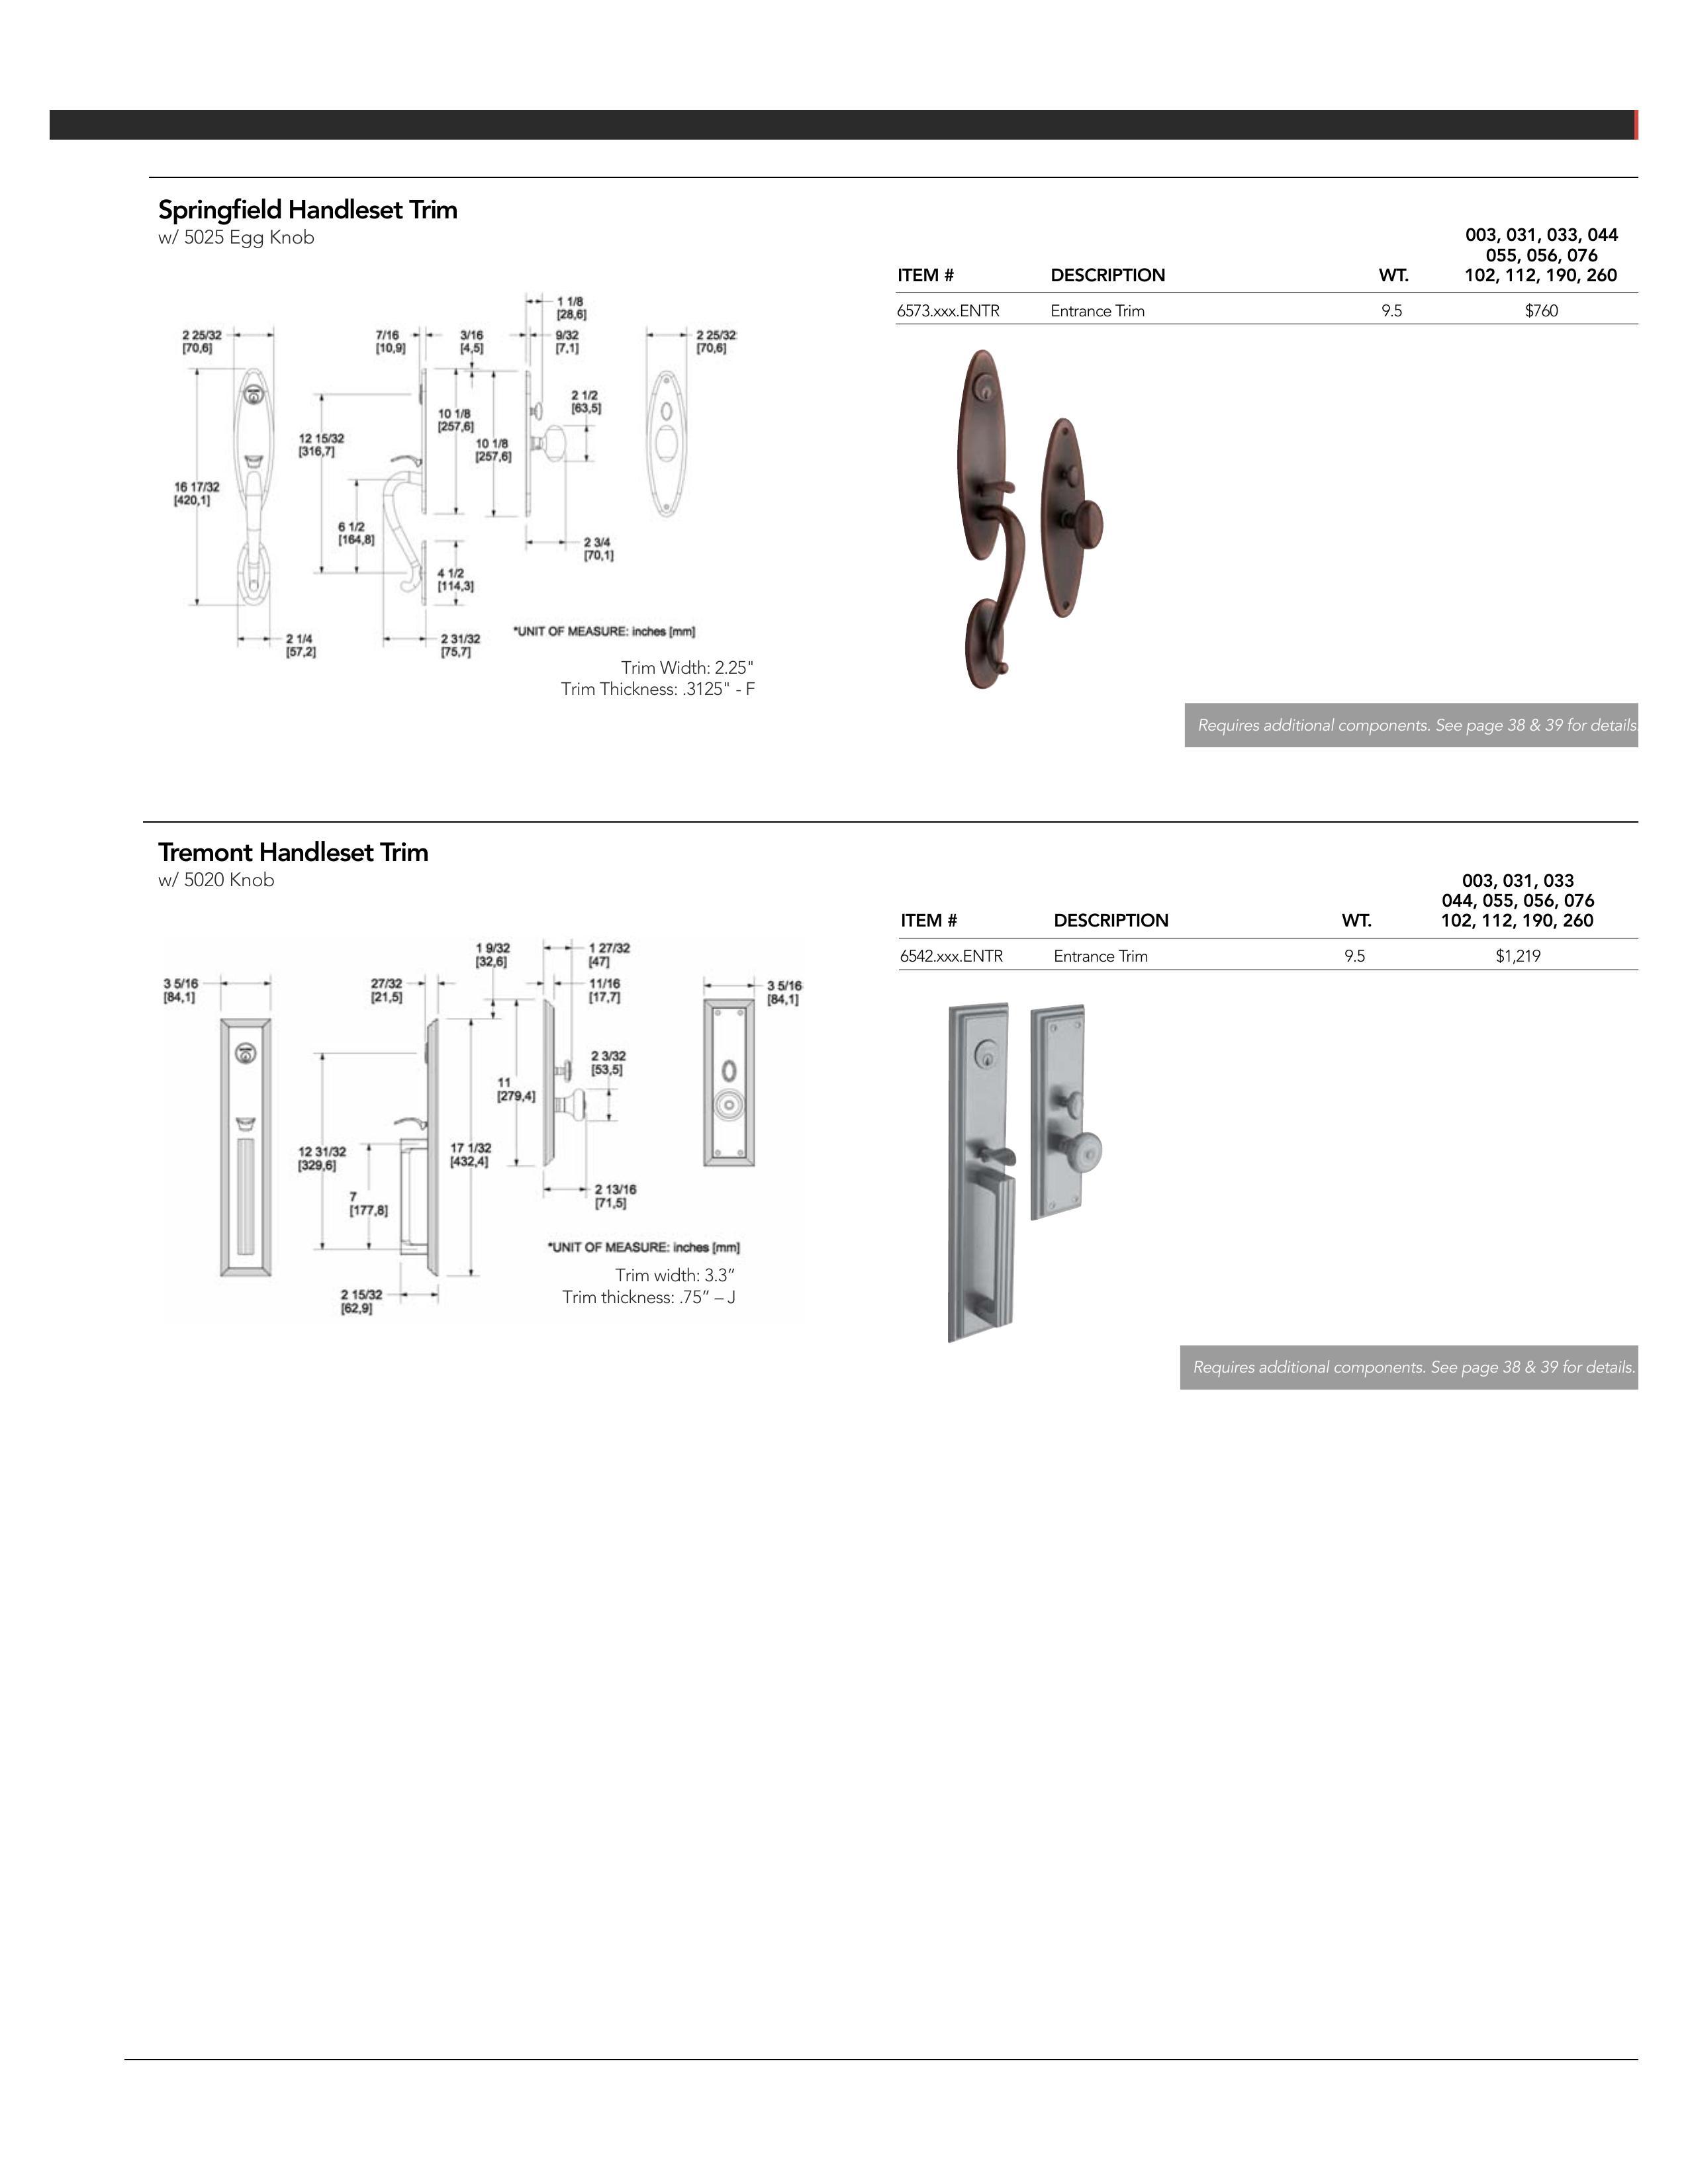 Springfield Handleset Trim
w/ 5025 Egg Knob
003, 031, 033, 044
055, 056, 076
ITEM # DESCRIPTION WT. 102, 112, 190, 260
6573.xxx.ENTR Entrance Trim 9.5 $760
1 1/8
[28,6]
2 25/32
[70,6]
7/16
[10,9]
3/16
[4,5]
9/32
[7,1]
2 25/32
[70,6]
2 1/2
[63,5]
10 1/8
[257,6]
12 15/32
[316,7]
10 1/8
[257,6]
16 17/32
[420,1]
6 1/2
[164,8]
2 3/4
[70,1]
4 1/2
[114,3]
2 1/4
[57,2]
2 31/32
[75,7]
*UNIT OF MEASURE: inches [mm]
Trim Width: 2.25"
Trim Thickness: .3125" - F
Requires additional components. See page 38 & 39 for details.
Tremont Handleset Trim
w/ 5020 Knob
003, 031, 033
044, 055, 056, 076
ITEM # DESCRIPTION WT. 102, 112, 190, 260
6542.xxx.ENTR Entrance Trim 9.5 $1,219
1 9/32
[32,6]
1 27/32
[47]
3 5/16
[84,1]
27/32
[21,5]
11/16
[17,7]
3 5/16
[84,1]
2 3/32
[53,5]
11
[279,4]
12 31/32
[329,6]
17 1/32
[432,4]
7
[177,8]
2 13/16
[71,5]
2 15/32
[62,9]
*UNIT OF MEASURE: inches [mm]
Trim width: 3.3”
Trim thickness: .75” – J
Requires additional components. See page 38 & 39 for details.